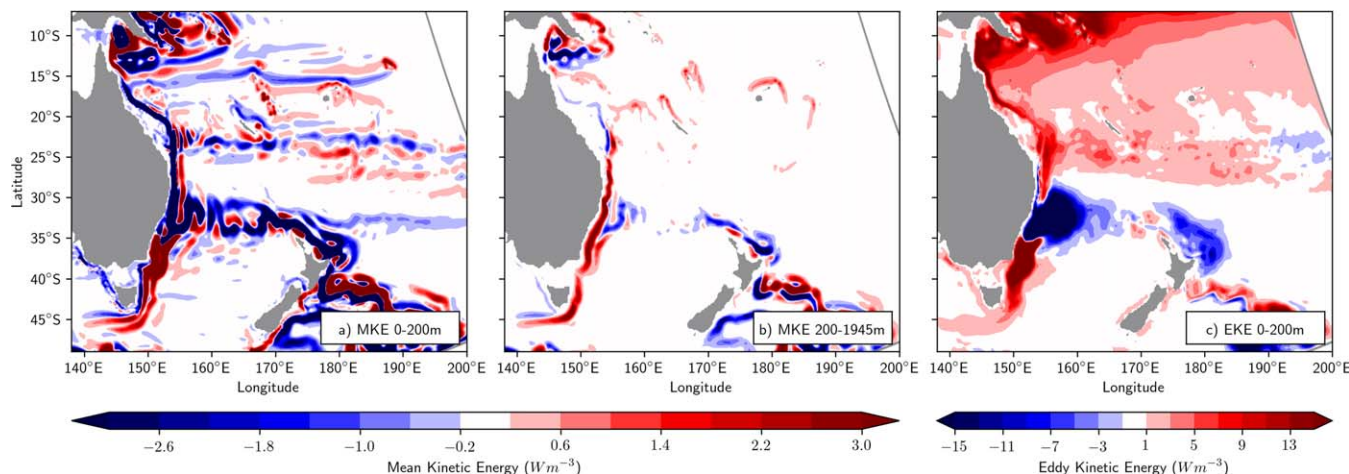 10°S
15°S
20°S
25°S
30°S
35°S
40°S
45°S
Latitude
a) MKE 0-200m
b) MKE 200-1945m
c) EKE 0-200m
140°E 150°E 160°E 170°E 180°E 190°E 200°E
140°E 150°E 160°E 170°E 180°E 190°E 200°E
140°E 150°E 160°E 170°E 180°E 190°E 200°E
Longitude Longitude Longitude
−2.6 −1.8 −1.0 −0.2 0.6 1.4 2.2 3.0
Mean Kinetic Energy (Wm⁻³)
−15 −11 −7 −3 1 5 9 13
Eddy Kinetic Energy (Wm⁻³)